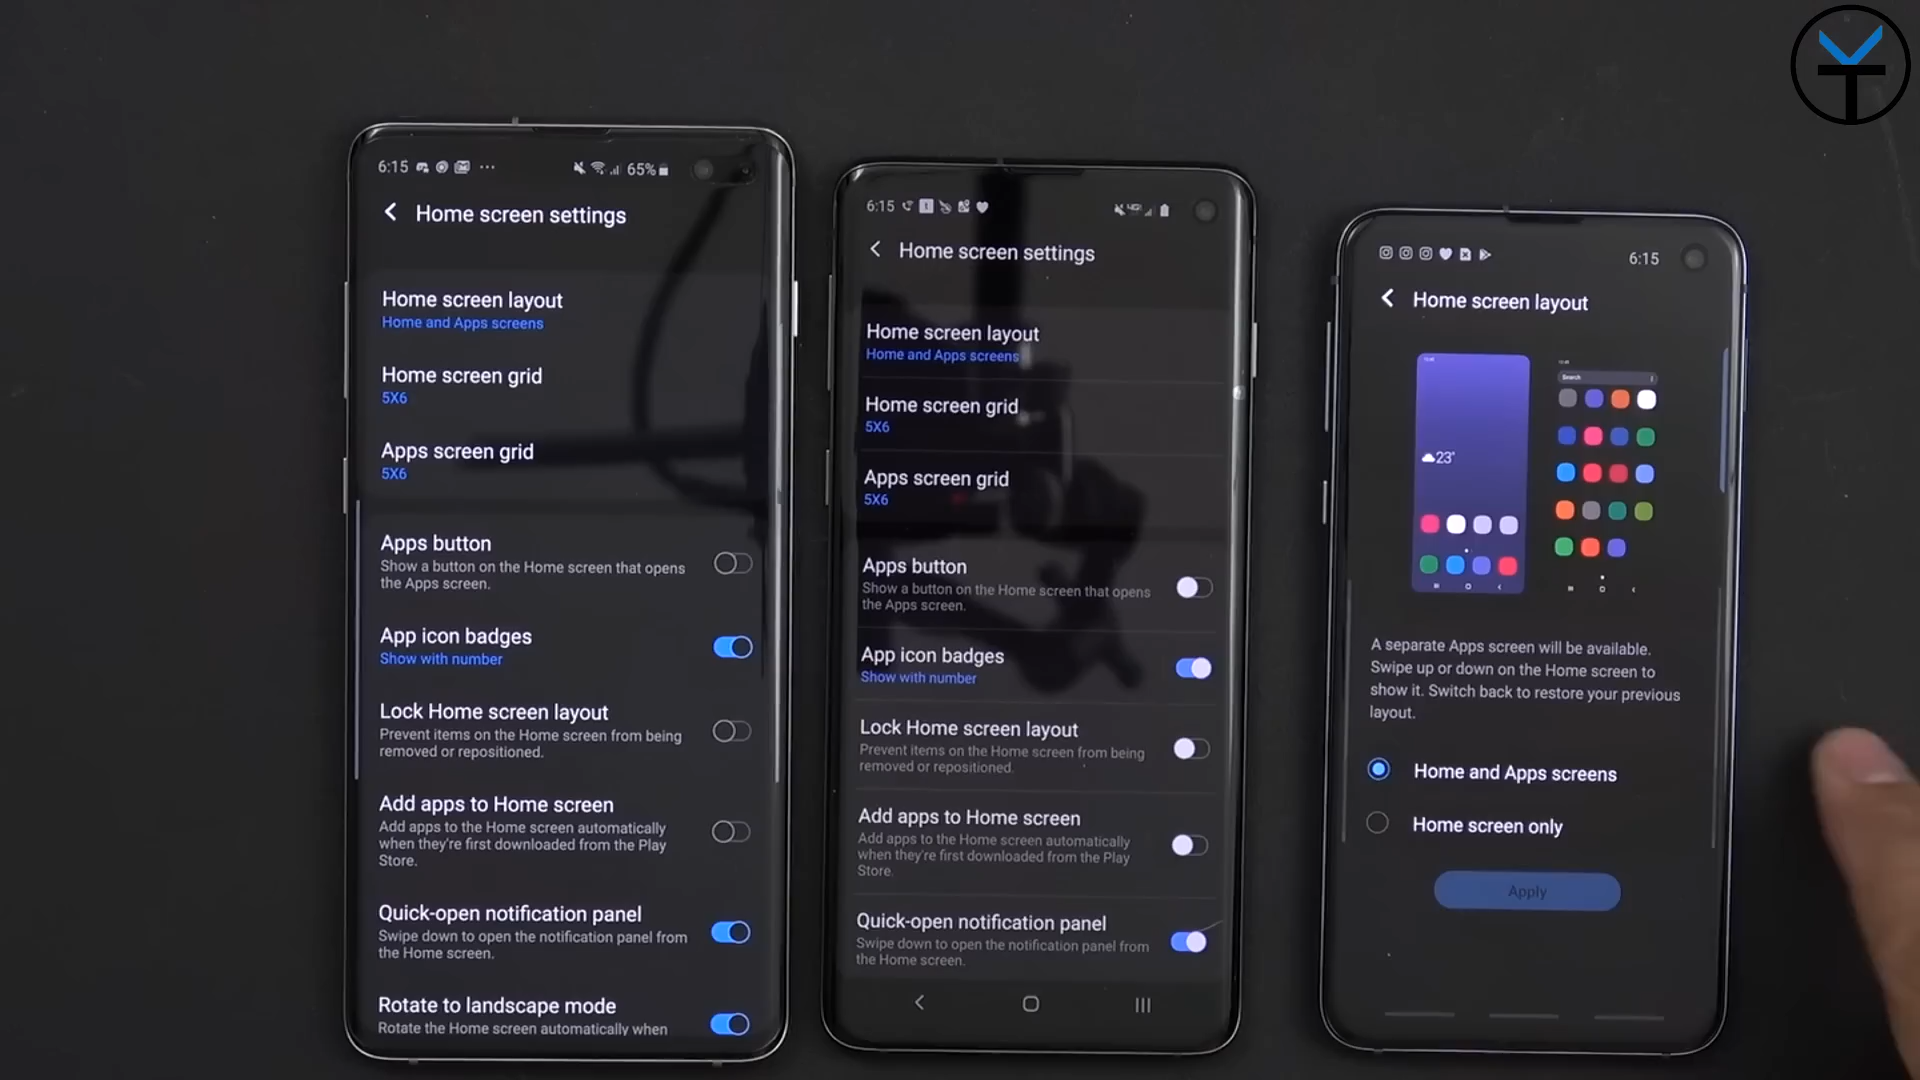 6:15
65%
Home screen settings
Home screen layout
Home and Apps screens
Home screen grid
5X6
Apps screen grid
5X6
Apps button
Show a button on the Home screen that opens
the Apps screen.
App icon badges
Show with number
Lock Home screen layout
Prevent items on the Home screen from being
removed or repositioned.
Add apps to Home screen
Add apps to the Home screen automatically
when they're first downloaded from the Play
Store.
Quick-open notification panel
Swipe down to open the notification panel from
the Home screen.
Rotate to landscape mode
Rotate the Home screen automatically when
6:15
Home screen settings
Home screen layout
Home and Apps screens
Home screen grid
5X6
Apps screen grid
5X6
Apps button
Show a button on the Home screen that opens
the Apps screen.
App icon badges
Show with number
Lock Home screen layout
Prevent items on the Home screen from being
removed or repositioned.
Add apps to Home screen
Add apps to the Home screen automatically
when they're first downloaded from the Play
Store.
Quick-open notification panel
Swipe down to open the notification panel from
the Home screen.
6:15
Home screen layout
Search
23°
A separate Apps screen will be available.
Swipe up or down on the Home screen to
show it. Switch back to restore your previous
layout.
Home and Apps screens
Home screen only
Apply